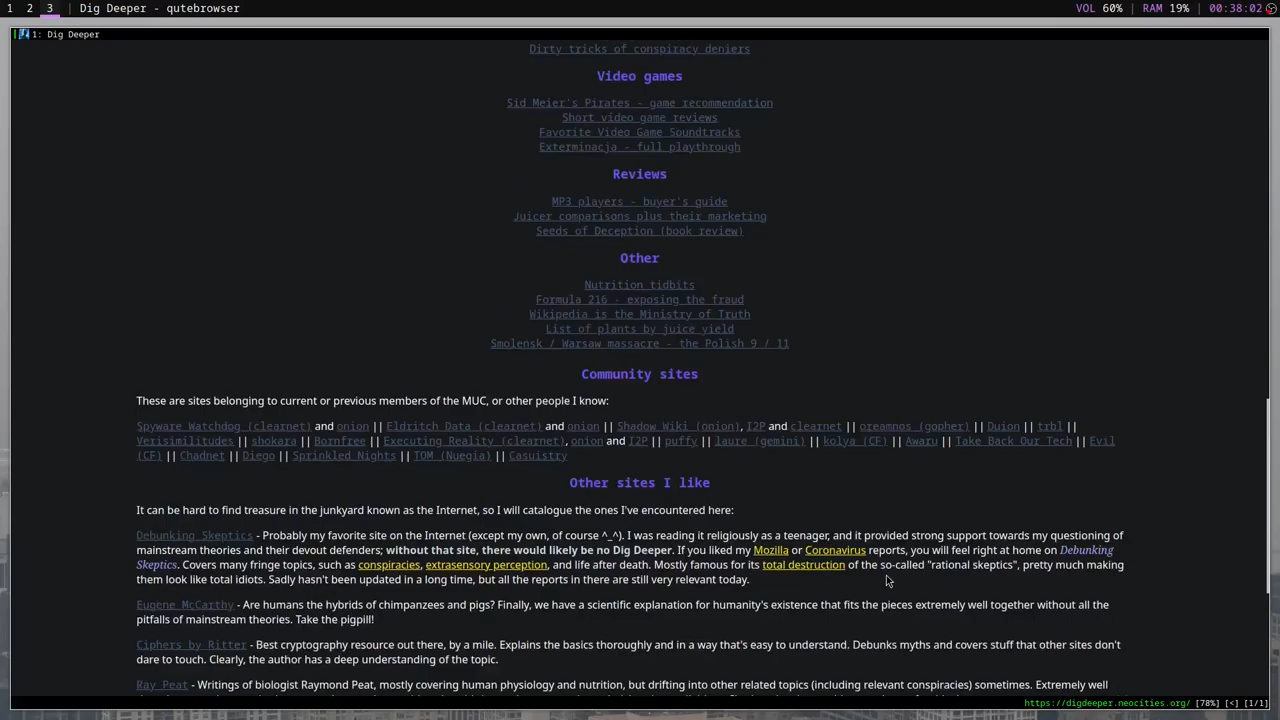 1 2 3 Dig Deeper - qutebrowser VOL 60% | RAM 19% | 00:38:02
1: Dig Deeper
Dirty tricks of conspiracy deniers
Video games
Sid Meier's Pirates - game recommendation
Short video game reviews
Favorite Video Game Soundtracks
Exterminacja - full playthrough
Reviews
MP3 players - buyer's guide
Juicer comparisons plus their marketing
Seeds of Deception (book review)
Other
Nutrition tidbits
Formula 216 - exposing the fraud
Wikipedia is the Ministry of Truth
List of plants by juice yield
Smolensk / Warsaw massacre - the Polish 9 / 11
Community sites
These are sites belonging to current or previous members of the MUC, or other people I know:
Spyware Watchdog (clearnet) and onion || Eldritch Data (clearnet) and onion || Shadow Wiki (onion), I2P and clearnet || oreamnos (gopher) || Duion || trbl ||
Verisimilitudes || shokara || Bornfree || Executing Reality (clearnet), onion and I2P || puffy || laure (gemini) || kolya (CF) || Awaru || Take Back Our Tech || Evil
(CF) || Chadnet || Diego || Sprinkled Nights || TOM (Nuegia) || Casuistry
Other sites I like
It can be hard to find treasure in the junkyard known as the Internet, so I will catalogue the ones I've encountered here:
Debunking Skeptics - Probably my favorite site on the Internet (except my own, of course ^_^). I was reading it religiously as a teenager, and it provided strong support towards my questioning of
mainstream theories and their devout defenders; without that site, there would likely be no Dig Deeper. If you liked my Mozilla or Coronavirus reports, you will feel right at home on Debunking
Skeptics. Covers many fringe topics, such as conspiracies, extrasensory perception, and life after death. Mostly famous for its total destruction of the so-called "rational skeptics", pretty much making
them look like total idiots. Sadly hasn't been updated in a long time, but all the reports in there are still very relevant today.
Eugene McCarthy - Are humans the hybrids of chimpanzees and pigs? Finally, we have a scientific explanation for humanity's existence that fits the pieces extremely well together without all the
pitfalls of mainstream theories. Take the pigpill!
Ciphers by Ritter - Best cryptography resource out there, by a mile. Explains the basics thoroughly and in a way that's easy to understand. Debunks myths and covers stuff that other sites don't
dare to touch. Clearly, the author has a deep understanding of the topic.
Ray Peat - Writings of biologist Raymond Peat, mostly covering human physiology and nutrition, but drifting into other related topics (including relevant conspiracies) sometimes. Extremely well
https://digdeeper.neocities.org/ [78%] [<] [1/1]